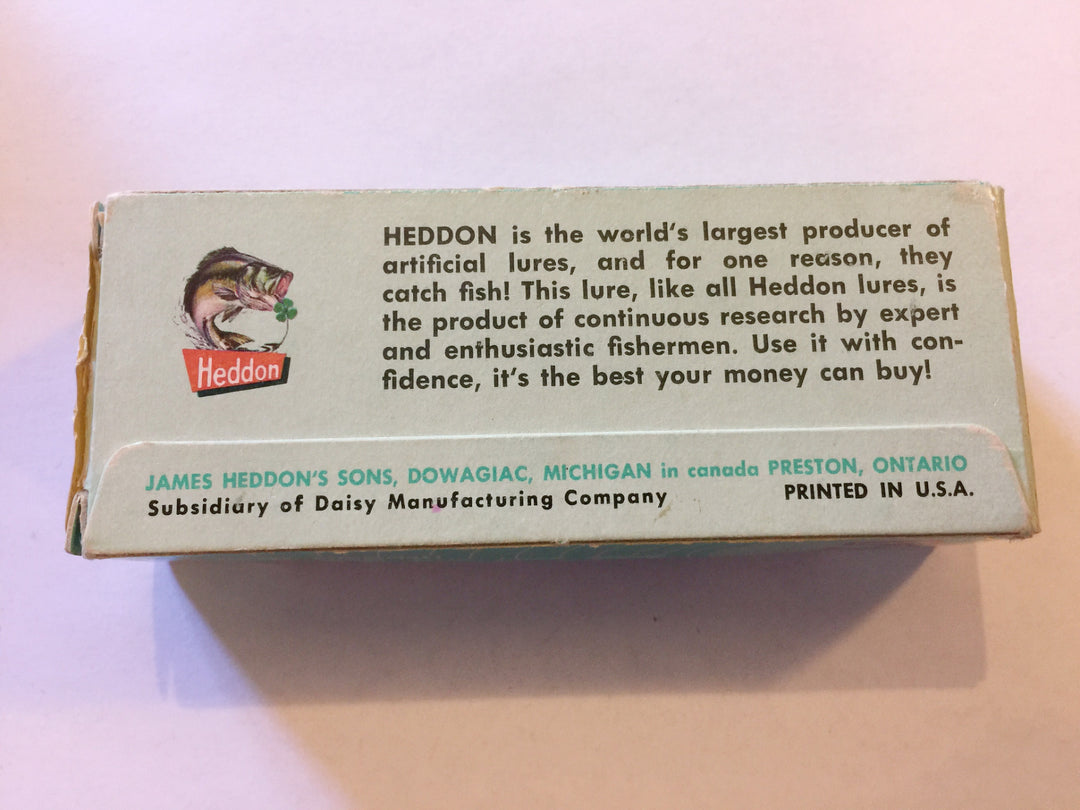 HEDDON is the world's largest producer of
artificial lures, and for one reason, they
catch fish! This lure, like all Heddon lures, is
the product of continuous research by expert
and enthusiastic fishermen. Use it with con-
fidence, it's the best your money can buy!
Heddon
JAMES HEDDON'S SONS, DOWAGIAC, MICHIGAN in canada PRESTON, ONTARIO
Subsidiary of Daisy Manufacturing Company PRINTED IN U.S.A.